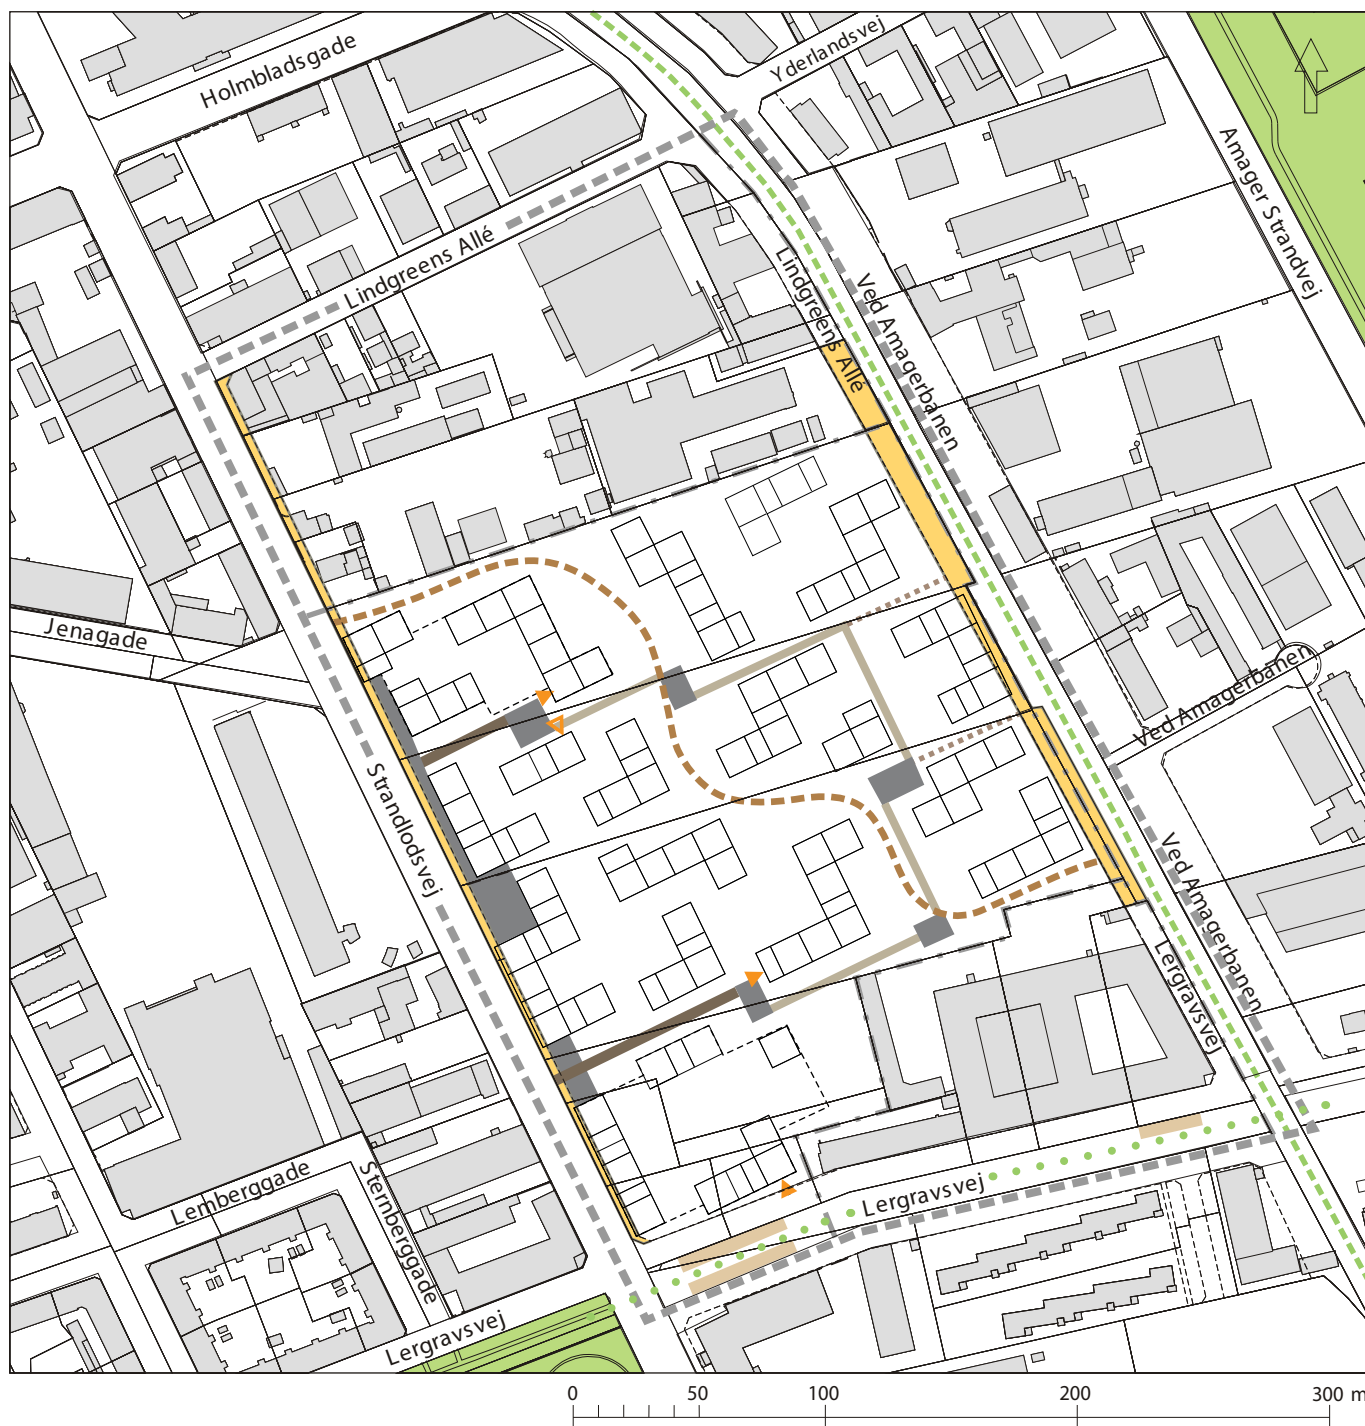 Holmbladsgade
Yderlandsvej
Amager Strandvej
Lindgreens Allé
Lindgreens Allé
Ved Amagerbanen
Jenagade
Ved Amagerbanen
Strandlodsvej
Ved Amagerbanen
Lergravsvej
Lemberggade
Sternberggade
Lergravsvej
Lergravsvej
0 50 100 200 300 m